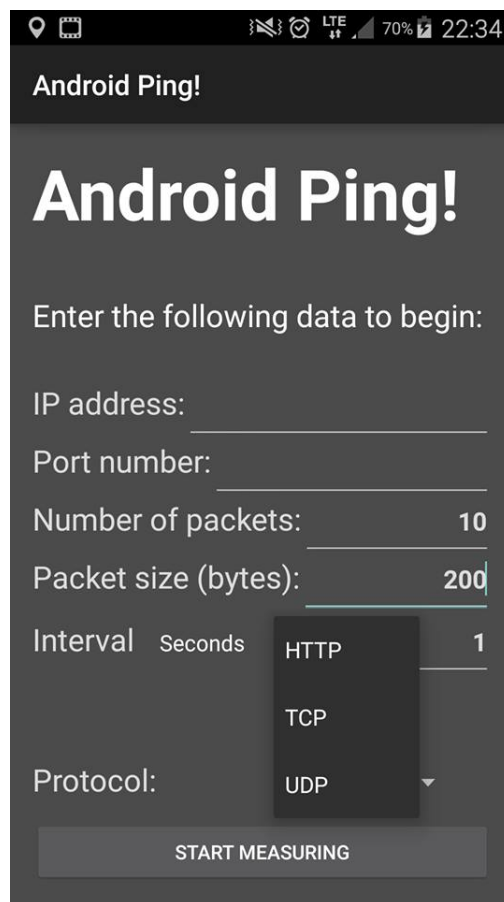 LTE 70% 22:34
Android Ping!
Android Ping!
Enter the following data to begin:
IP address:
Port number:
Number of packets: 10
Packet size (bytes): 200
Interval Seconds 1
HTTP
TCP
Protocol: UDP
START MEASURING